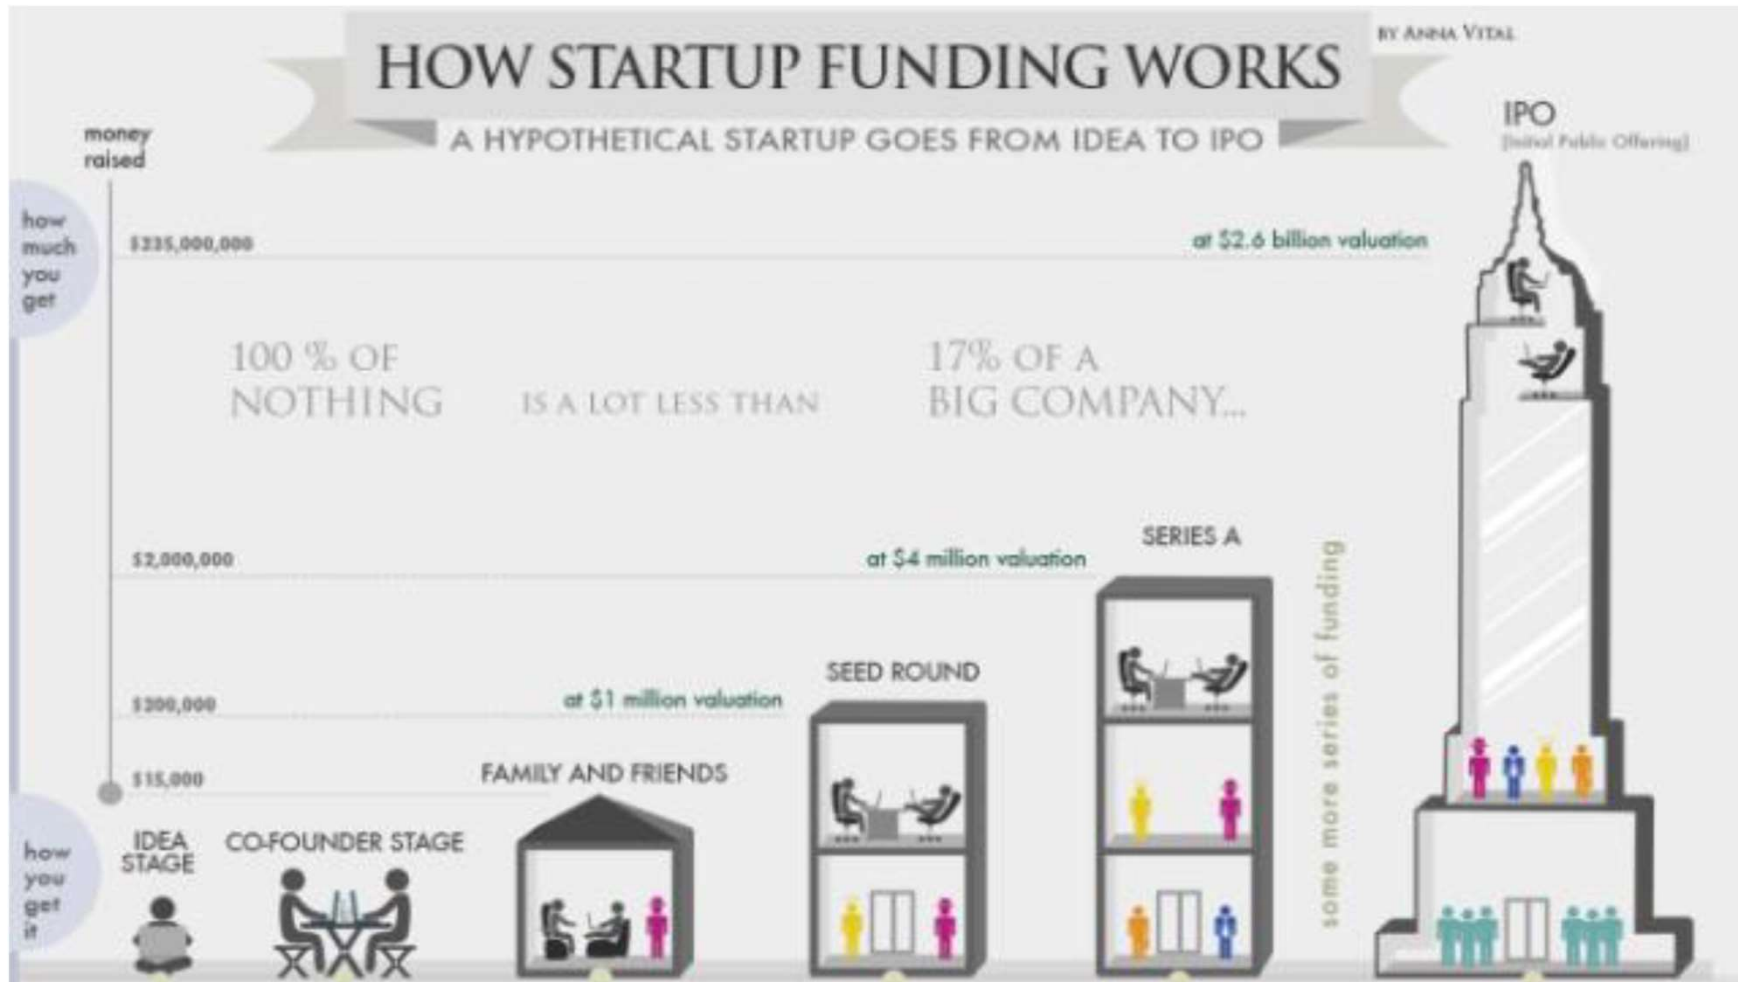 HOW STARTUP FUNDING WORKS
BY ANNA VITAL
A HYPOTHETICAL STARTUP GOES FROM IDEA TO IPO
IPO
[Initial Public Offering]
money
raised
how
much
you
get
$235,000,000
at $2.6 billion valuation
100 % OF
NOTHING
IS A LOT LESS THAN
17% OF A
BIG COMPANY...
$2,000,000
at $4 million valuation
SERIES A
some more series of funding
$200,000
at $1 million valuation
SEED ROUND
$15,000
FAMILY AND FRIENDS
how
you
get
it
IDEA
STAGE
CO-FOUNDER STAGE